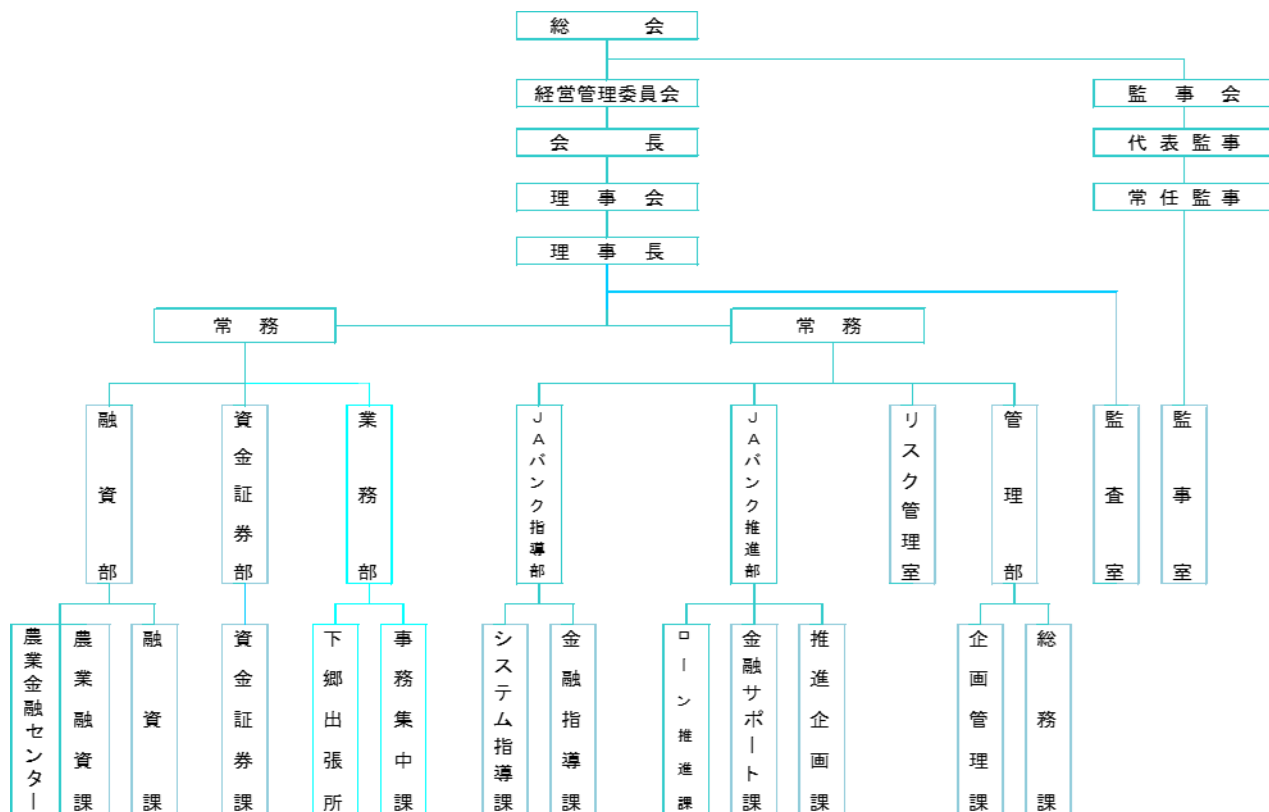 総会
経営管理委員会
監事会
会長
代表監事
理事会
常任監事
理事長
常務
常務
融資部
資金証券部
業務部
JAバンク指導部
JAバンク推進部
リスク管理室
管理部
監査室
監事室
農業金融センター
農業融資課
融資課
資金証券課
下郷出張所
事務集中課
システム指導課
金融指導課
ローン推進課
金融サポート課
推進企画課
企画管理課
総務課